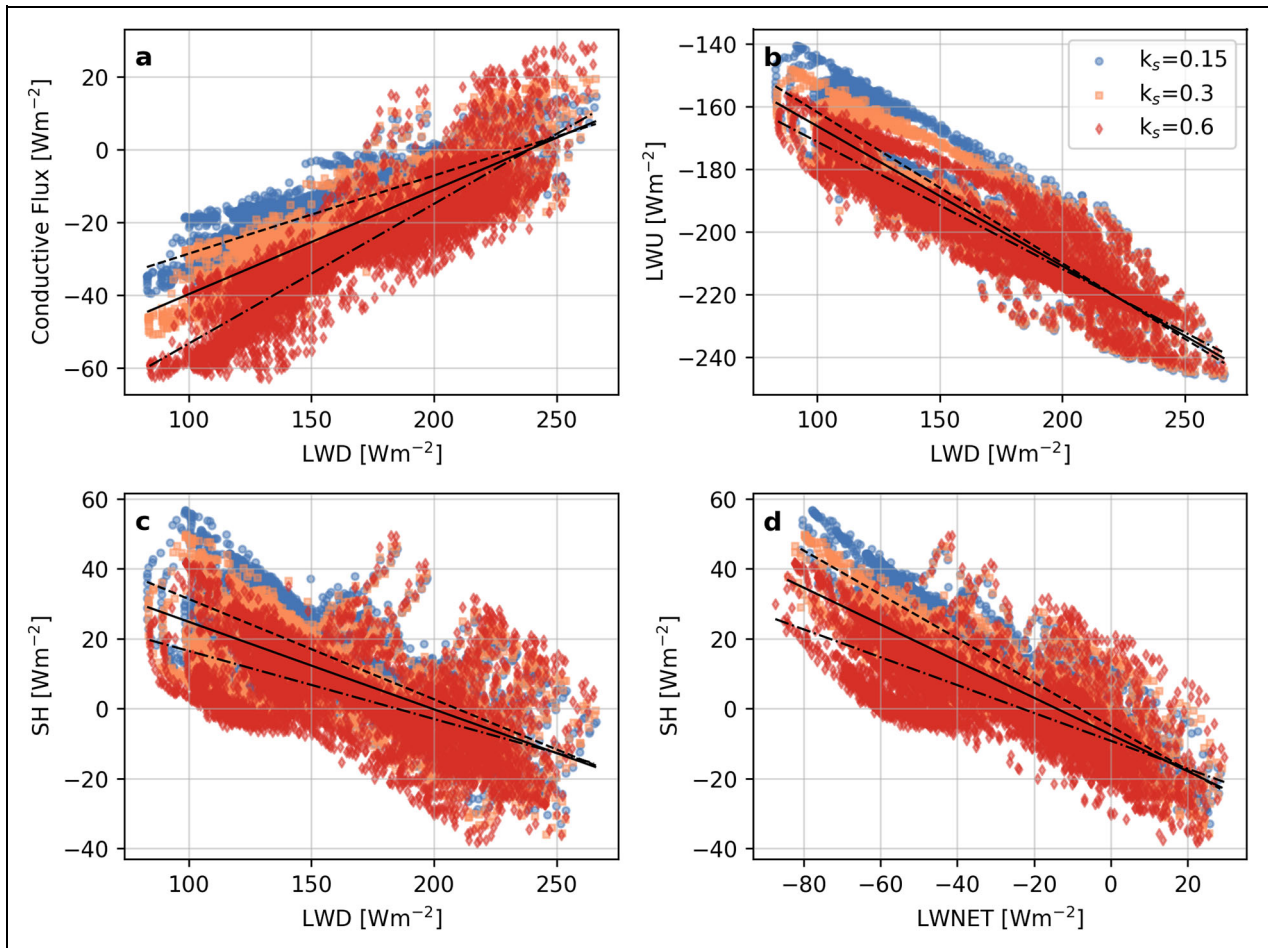 a
20
0
−20
−40
−60
Conductive Flux [Wm−2]
100 150 200 250
LWD [Wm−2]
b
−140
−160
−180
−200
−220
−240
LWU [Wm−2]
ks=0.15
ks=0.3
ks=0.6
100 150 200 250
LWD [Wm−2]
c
60
40
20
0
−20
−40
SH [Wm−2]
100 150 200 250
LWD [Wm−2]
d
60
40
20
0
−20
−40
SH [Wm−2]
−80 −60 −40 −20 0 20
LWNET [Wm−2]